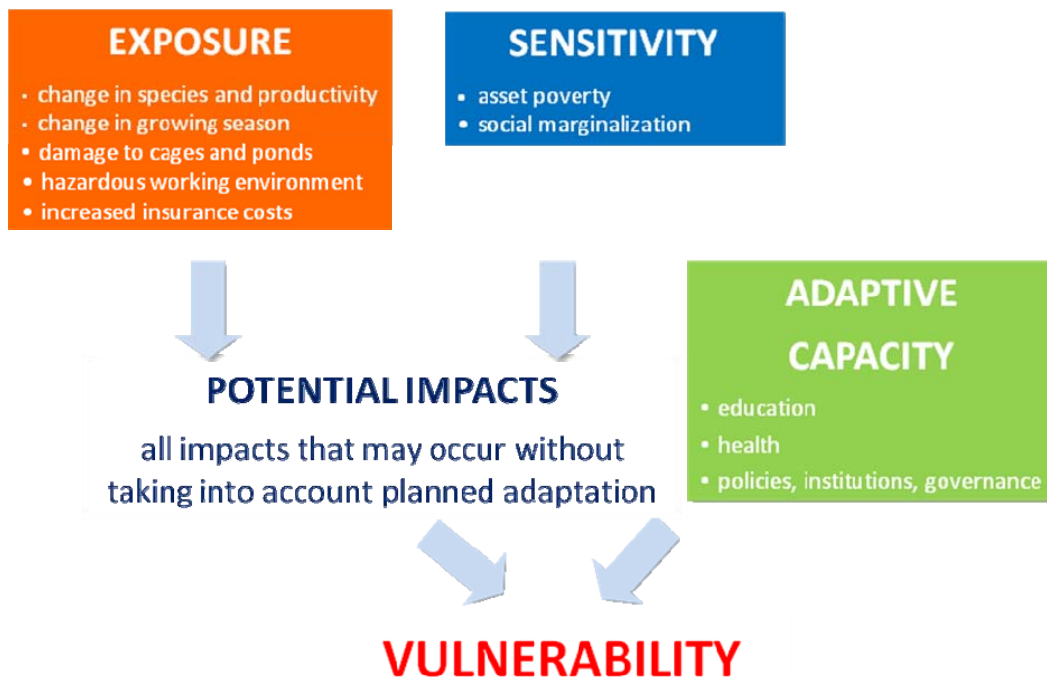 EXPOSURE
· change in species and productivity
· change in growing season
• damage to cages and ponds
• hazardous working environment
• increased insurance costs
SENSITIVITY
• asset poverty
• social marginalization
ADAPTIVE
CAPACITY
• education
• health
• policies, institutions, governance
POTENTIAL IMPACTS
all impacts that may occur without
taking into account planned adaptation
VULNERABILITY